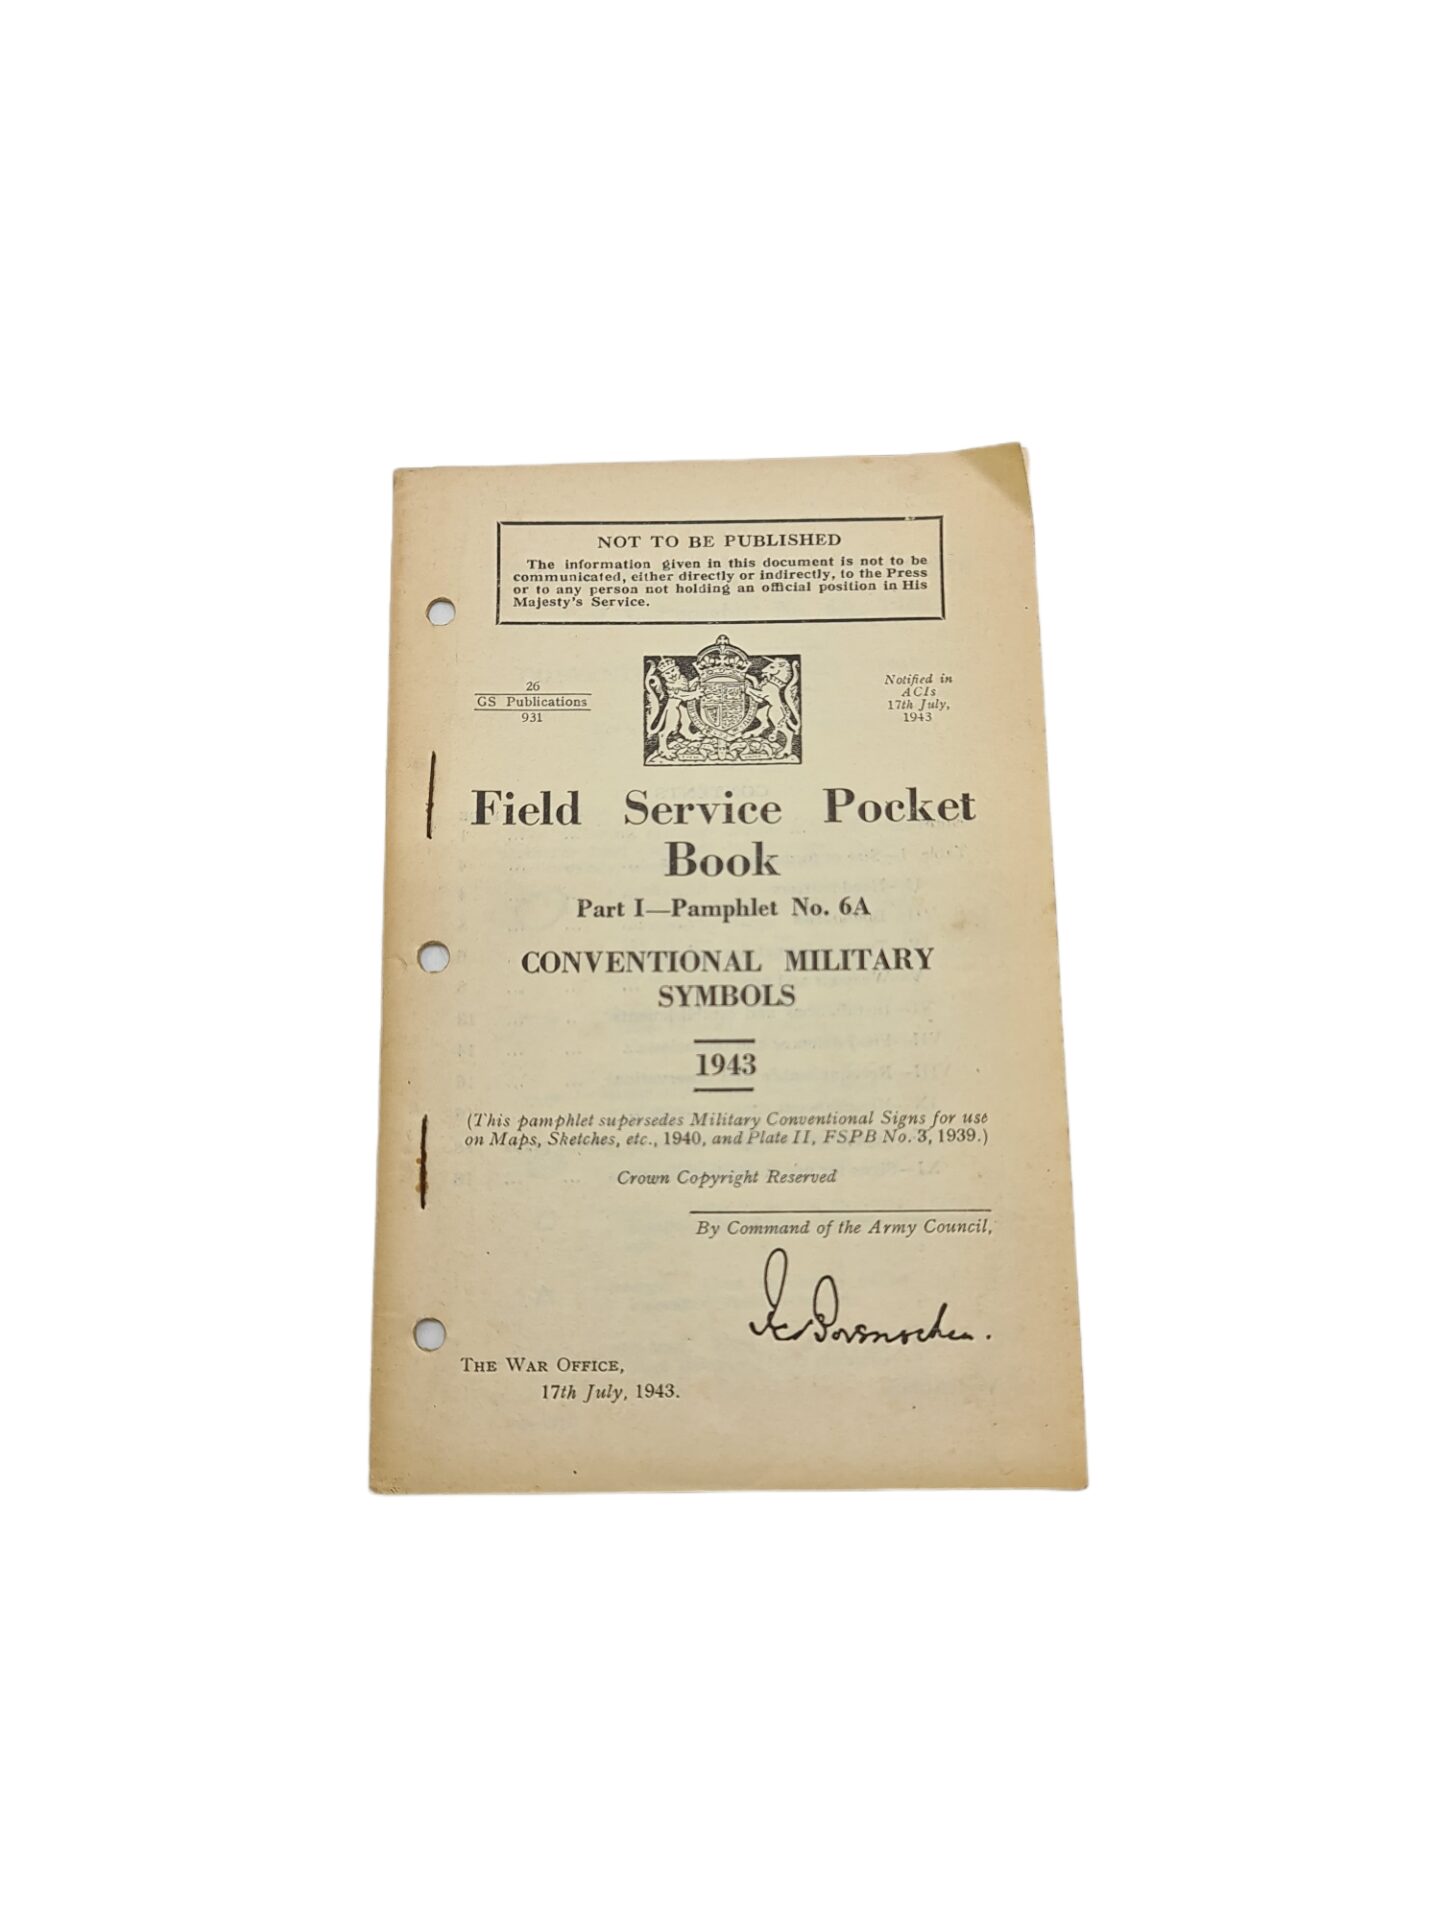 NOT TO BE PUBLISHED
The information given in this document is not to be
communicated, either directly or indirectly, to the Press
or to any person not holding an official position in His
Majesty's Service.
26
GS Publications
931
Notified in
ACIs
17th July,
1943
Field Service Pocket
Book
Part I—Pamphlet No. 6A
CONVENTIONAL MILITARY
SYMBOLS
1943
(This pamphlet supersedes Military Conventional Signs for use
on Maps, Sketches, etc., 1940, and Plate II, FSPB No. 3, 1939.)
Crown Copyright Reserved
By Command of the Army Council,
THE WAR OFFICE,
17th July, 1943.